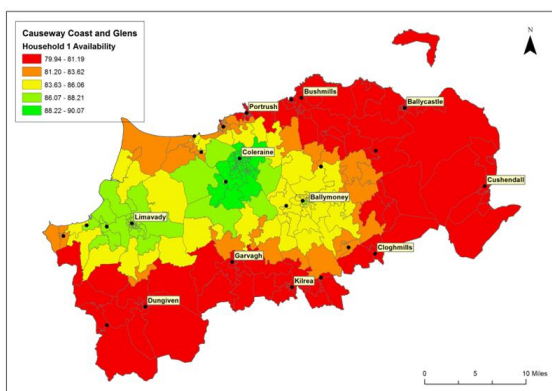 Causeway Coast and Glens
Household 1 Availability
79.94 - 81.19
81.20 - 83.62
83.63 - 86.06
86.07 - 88.21
88.22 - 90.07
N
Bushmills
Portrush
Ballycastle
Coleraine
Cushendall
Ballymoney
Limavady
Cloghmills
Garvagh
Kilrea
Dungiven
0 5 10 Miles